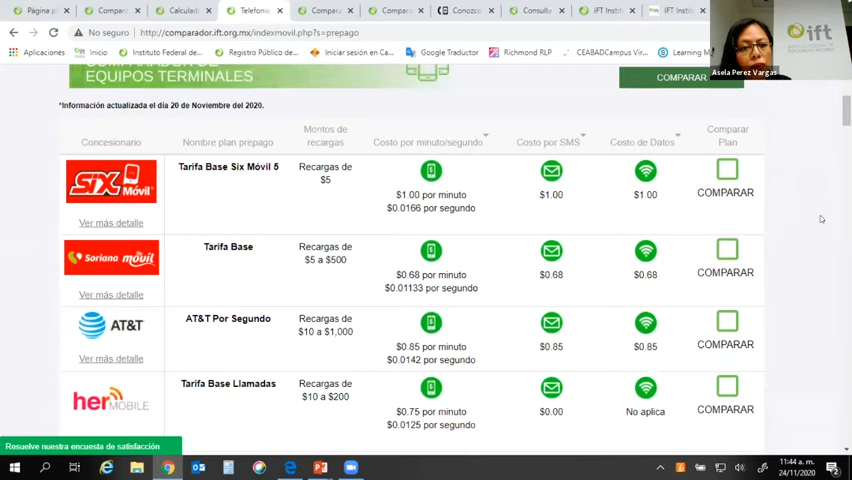 Página p
Compara
Calculad
Telefonía
Compara
Compara
Conozco
Consulta
IFT Instit
IFT Instit
No seguro
http://comparador.ift.org.mx/indexmovil.php?s=prepago
Aplicaciones
Inicio
Instituto Federal de...
Registro Público de...
Iniciar sesión en Ca...
Google Traductor
Richmond RLP
CEABADCampus Vir...
Learning M
ift
Asela Perez Vargas
COMPARADOR DE
EQUIPOS TERMINALES
COMPARAR
*Información actualizada el día 20 de Noviembre del 2020.
Concesionario
Nombre plan prepago
Montos de
recargas
Costo por minuto/segundo
Costo por SMS
Costo de Datos
Comparar
Plan
SIX
Móvil
Ver más detalle
Tarifa Base Six Móvil 5
Recargas de
$5
$1.00 por minuto
$0.0166 por segundo
$1.00
$1.00
COMPARAR
Soriana móvil
Ver más detalle
Tarifa Base
Recargas de
$5 a $500
$0.68 por minuto
$0.01133 por segundo
$0.68
$0.68
COMPARAR
AT&T
Ver más detalle
AT&T Por Segundo
Recargas de
$10 a $1,000
$0.85 por minuto
$0.0142 por segundo
$0.85
$0.85
COMPARAR
her MOBILE
Tarifa Base Llamadas
Recargas de
$10 a $200
$0.75 por minuto
$0.0125 por segundo
$0.00
No aplica
COMPARAR
Resuelve nuestra encuesta de satisfacción
11:44 a. m.
24/11/2020
2